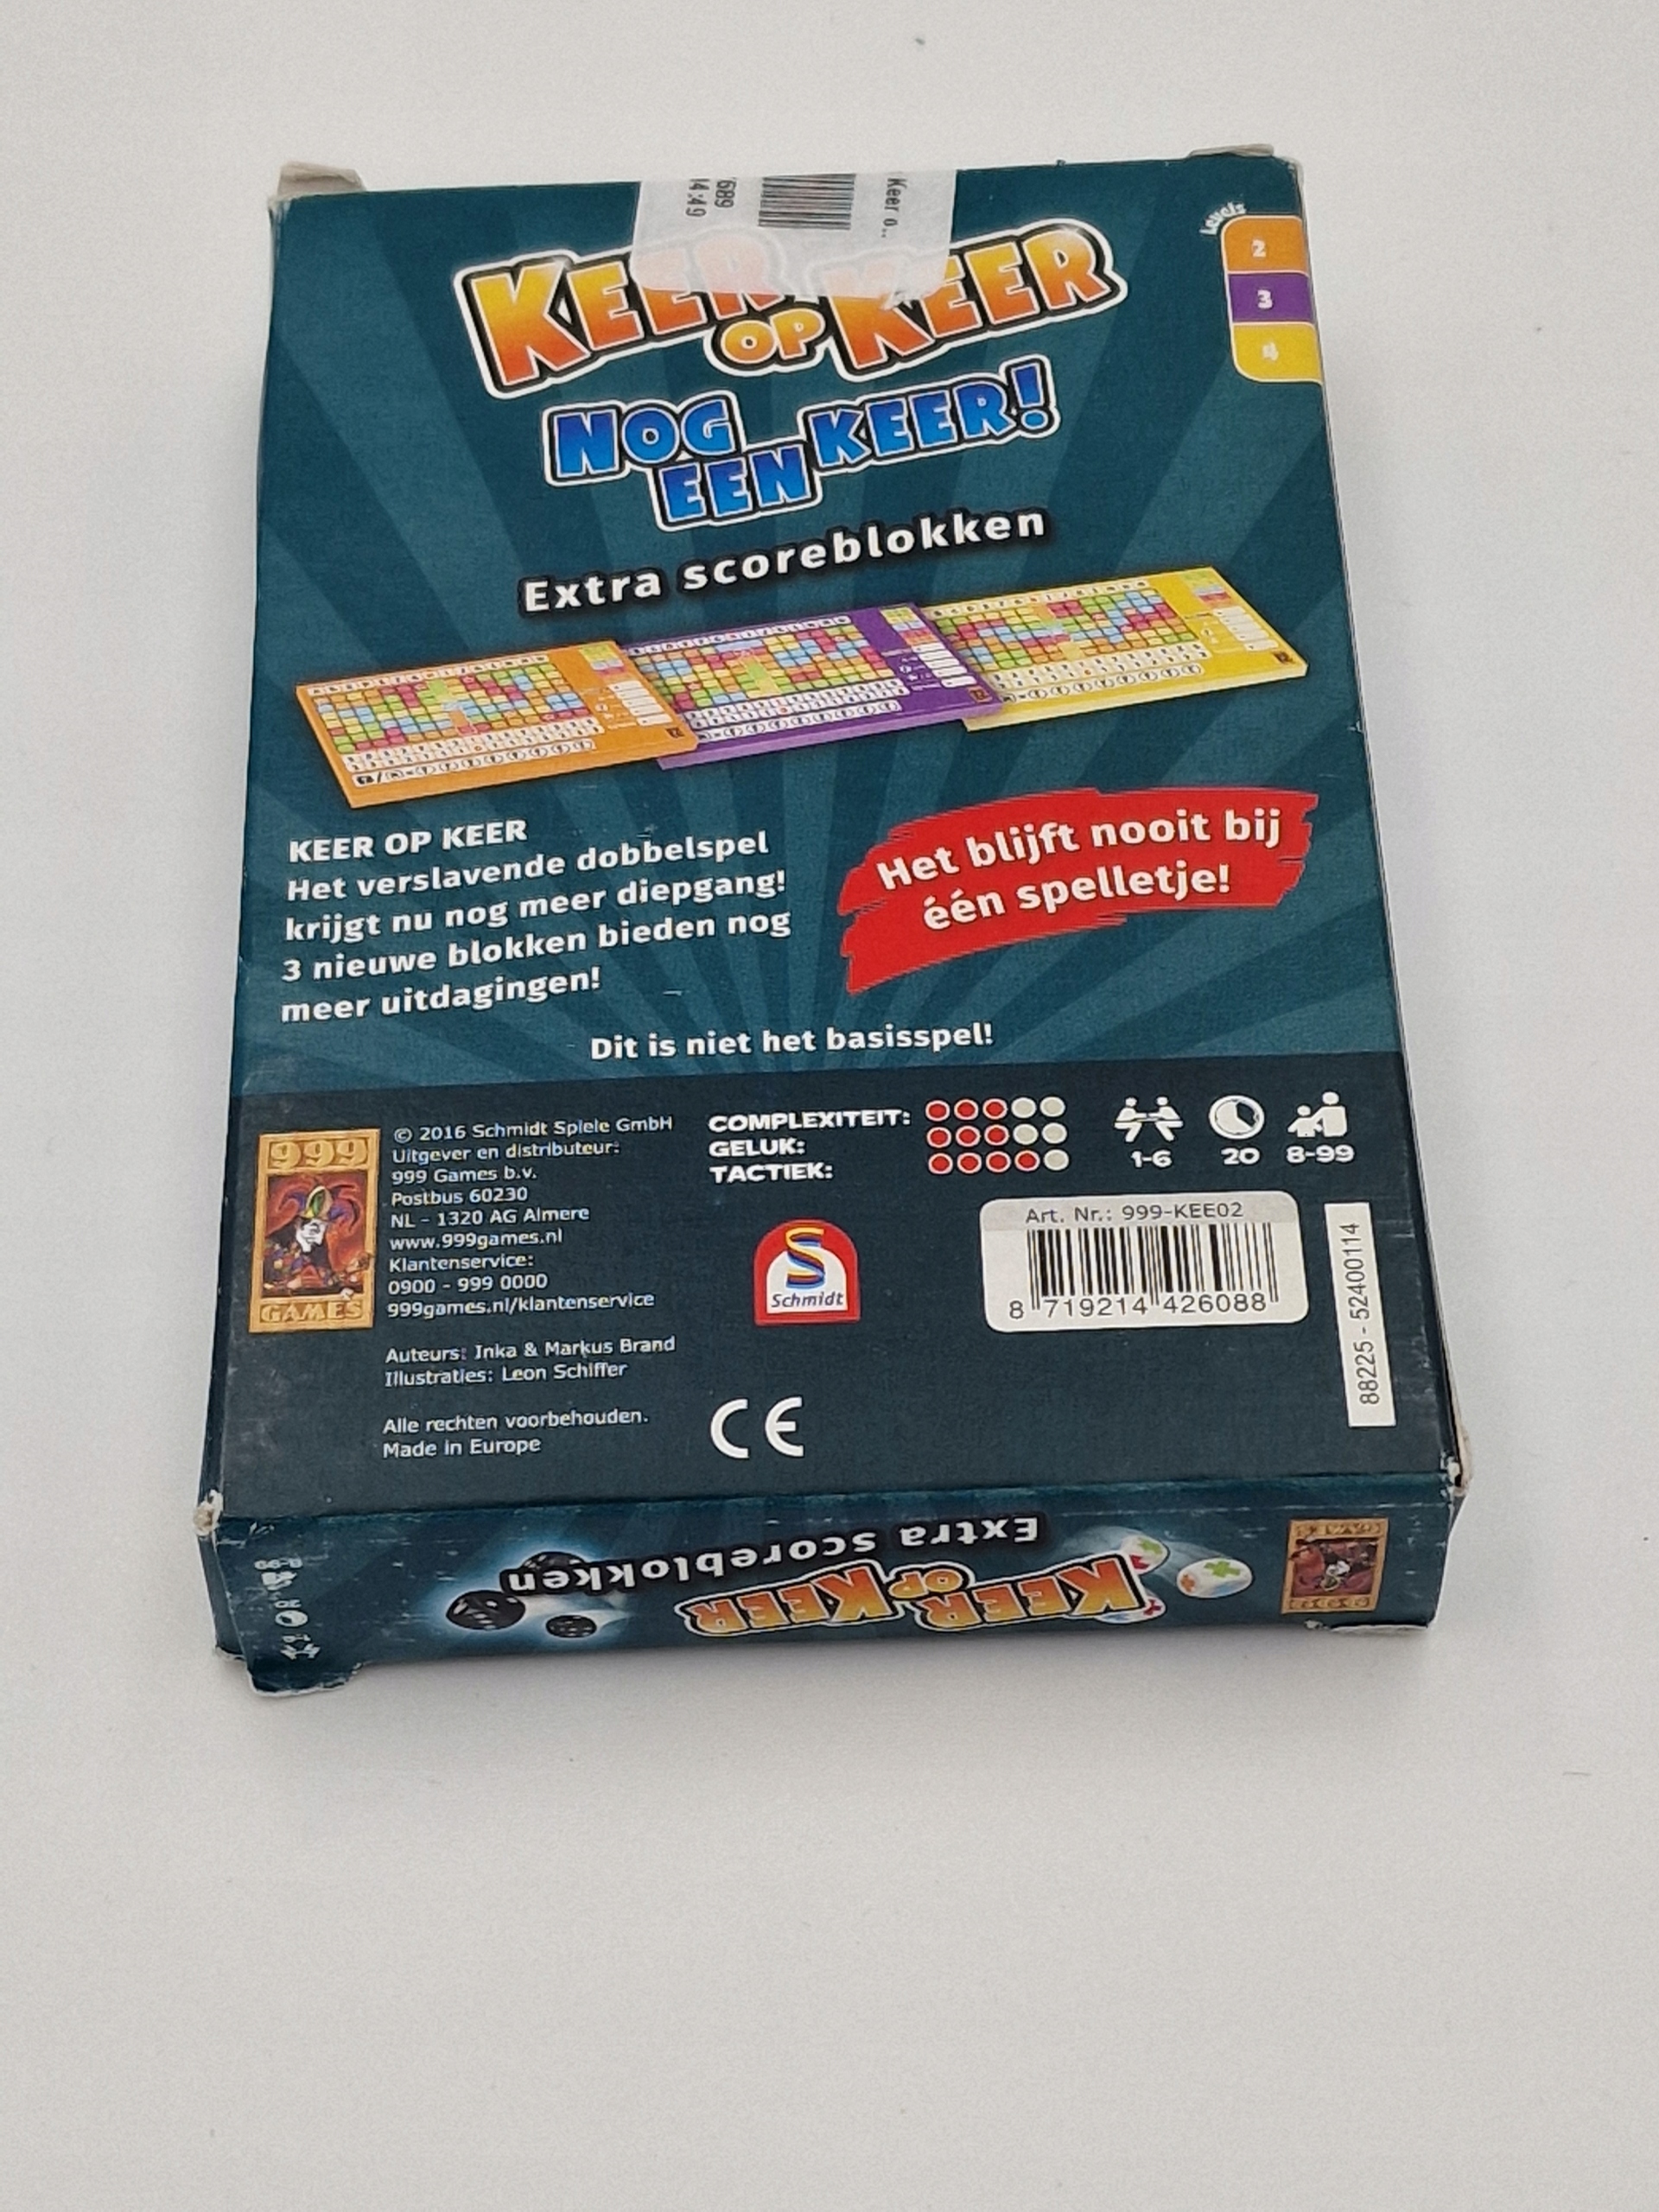 689
14:49
Keer o..
KEER OP KEER
NOG EEN KEER!
Levels
2
3
4
Extra scoreblokken
KEER OP KEER
Het verslavende dobbelspel
krijgt nu nog meer diepgang!
3 nieuwe blokken bieden nog
meer uitdagingen!
Het blijft nooit bij
één spelletje!
Dit is niet het basisspel!
999
GAMES
© 2016 Schmidt Spiele GmbH
Uitgever en distributeur:
999 Games b.v.
Postbus 60230
NL - 1320 AG Almere
www.999games.nl
Klantenservice:
0900 - 999 0000
999games.nl/klantenservice
Auteurs: Inka & Markus Brand
Illustraties: Leon Schiffer
Alle rechten voorbehouden.
Made in Europe
COMPLEXITEIT:
GELUK:
TACTIEK:
1-6
20
8-99
Schmidt
Art. Nr.: 999-KEE02
8 719214 426088
88225 - 52400114
CE
KEER OP KEER
Extra scoreblokken